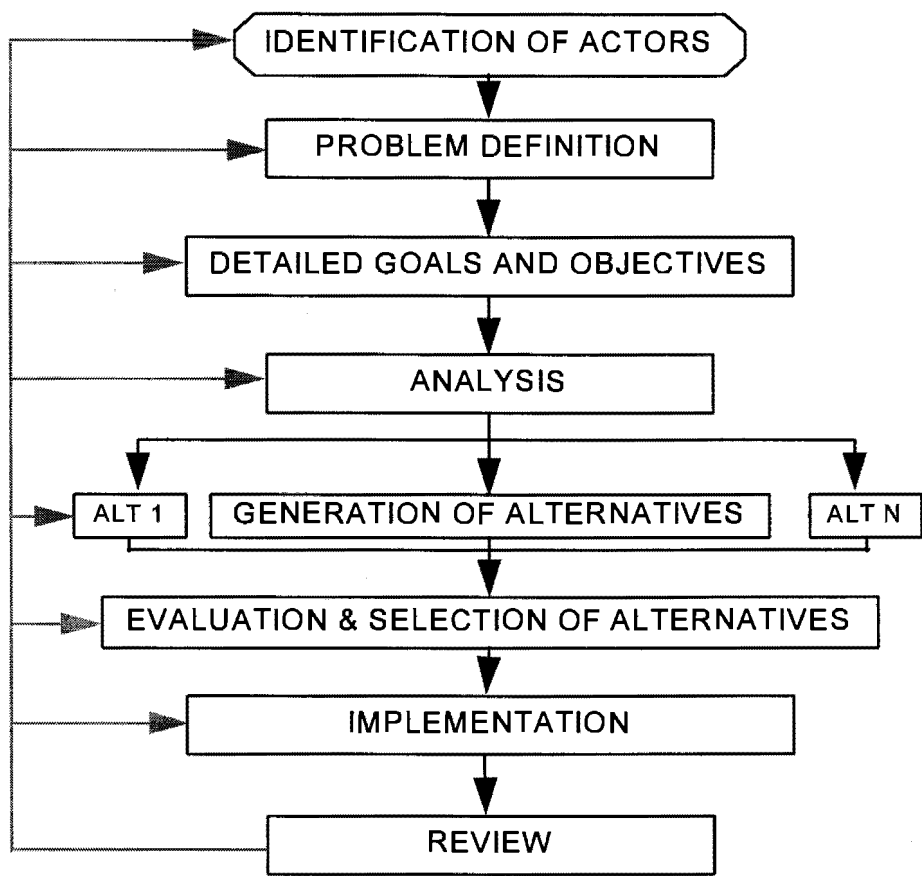 IDENTIFICATION OF ACTORS
PROBLEM DEFINITION
DETAILED GOALS AND OBJECTIVES
ANALYSIS
ALT 1
GENERATION OF ALTERNATIVES
ALT N
EVALUATION & SELECTION OF ALTERNATIVES
IMPLEMENTATION
REVIEW